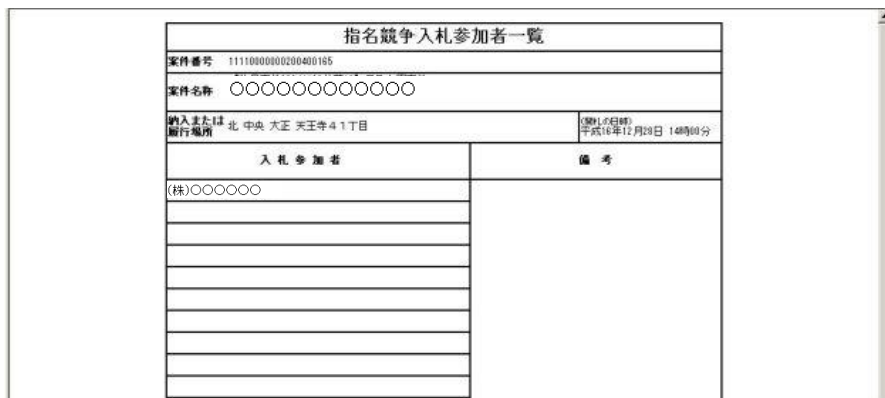 指名競争入札参加者一覧
案件番号 11110000000200400165
案件名称 ○○○○○○○○○○○○
納入または
履行場所 北 中央 大正 天王寺41丁目
(開札の日時)
平成16年12月28日 14時00分
入札参加者 備考
(株)○○○○○○